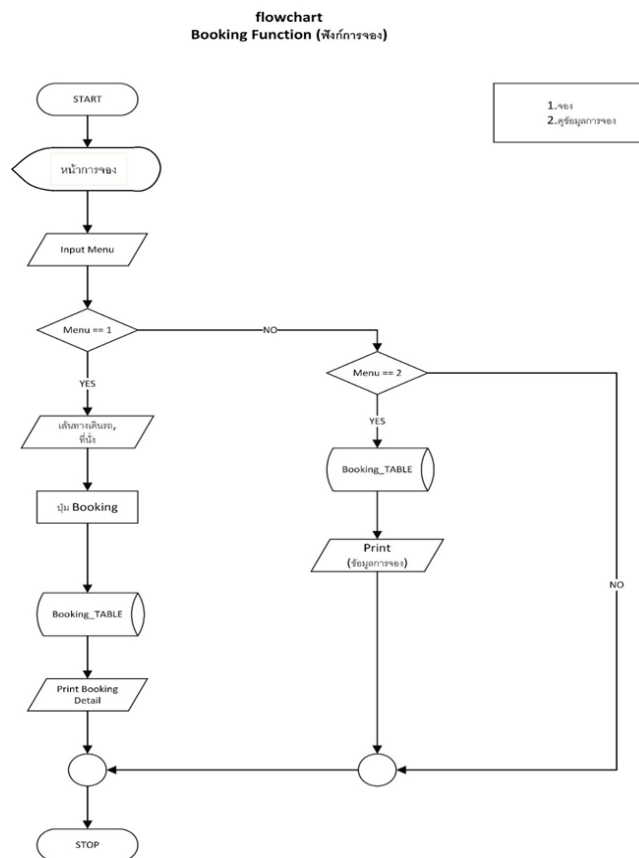 flowchart
Booking Function (ฟังก์การจอง)
START
1.จอง
2.ดูข้อมูลการจอง
หน้าการจอง
Input Menu
Menu == 1
NO
Menu == 2
YES
YES
เส้นทางเดินรถ,
ที่นั่ง
Booking_TABLE
ปุ่ม Booking
Print
(ข้อมูลการจอง)
NO
Booking_TABLE
Print Booking
Detail
STOP